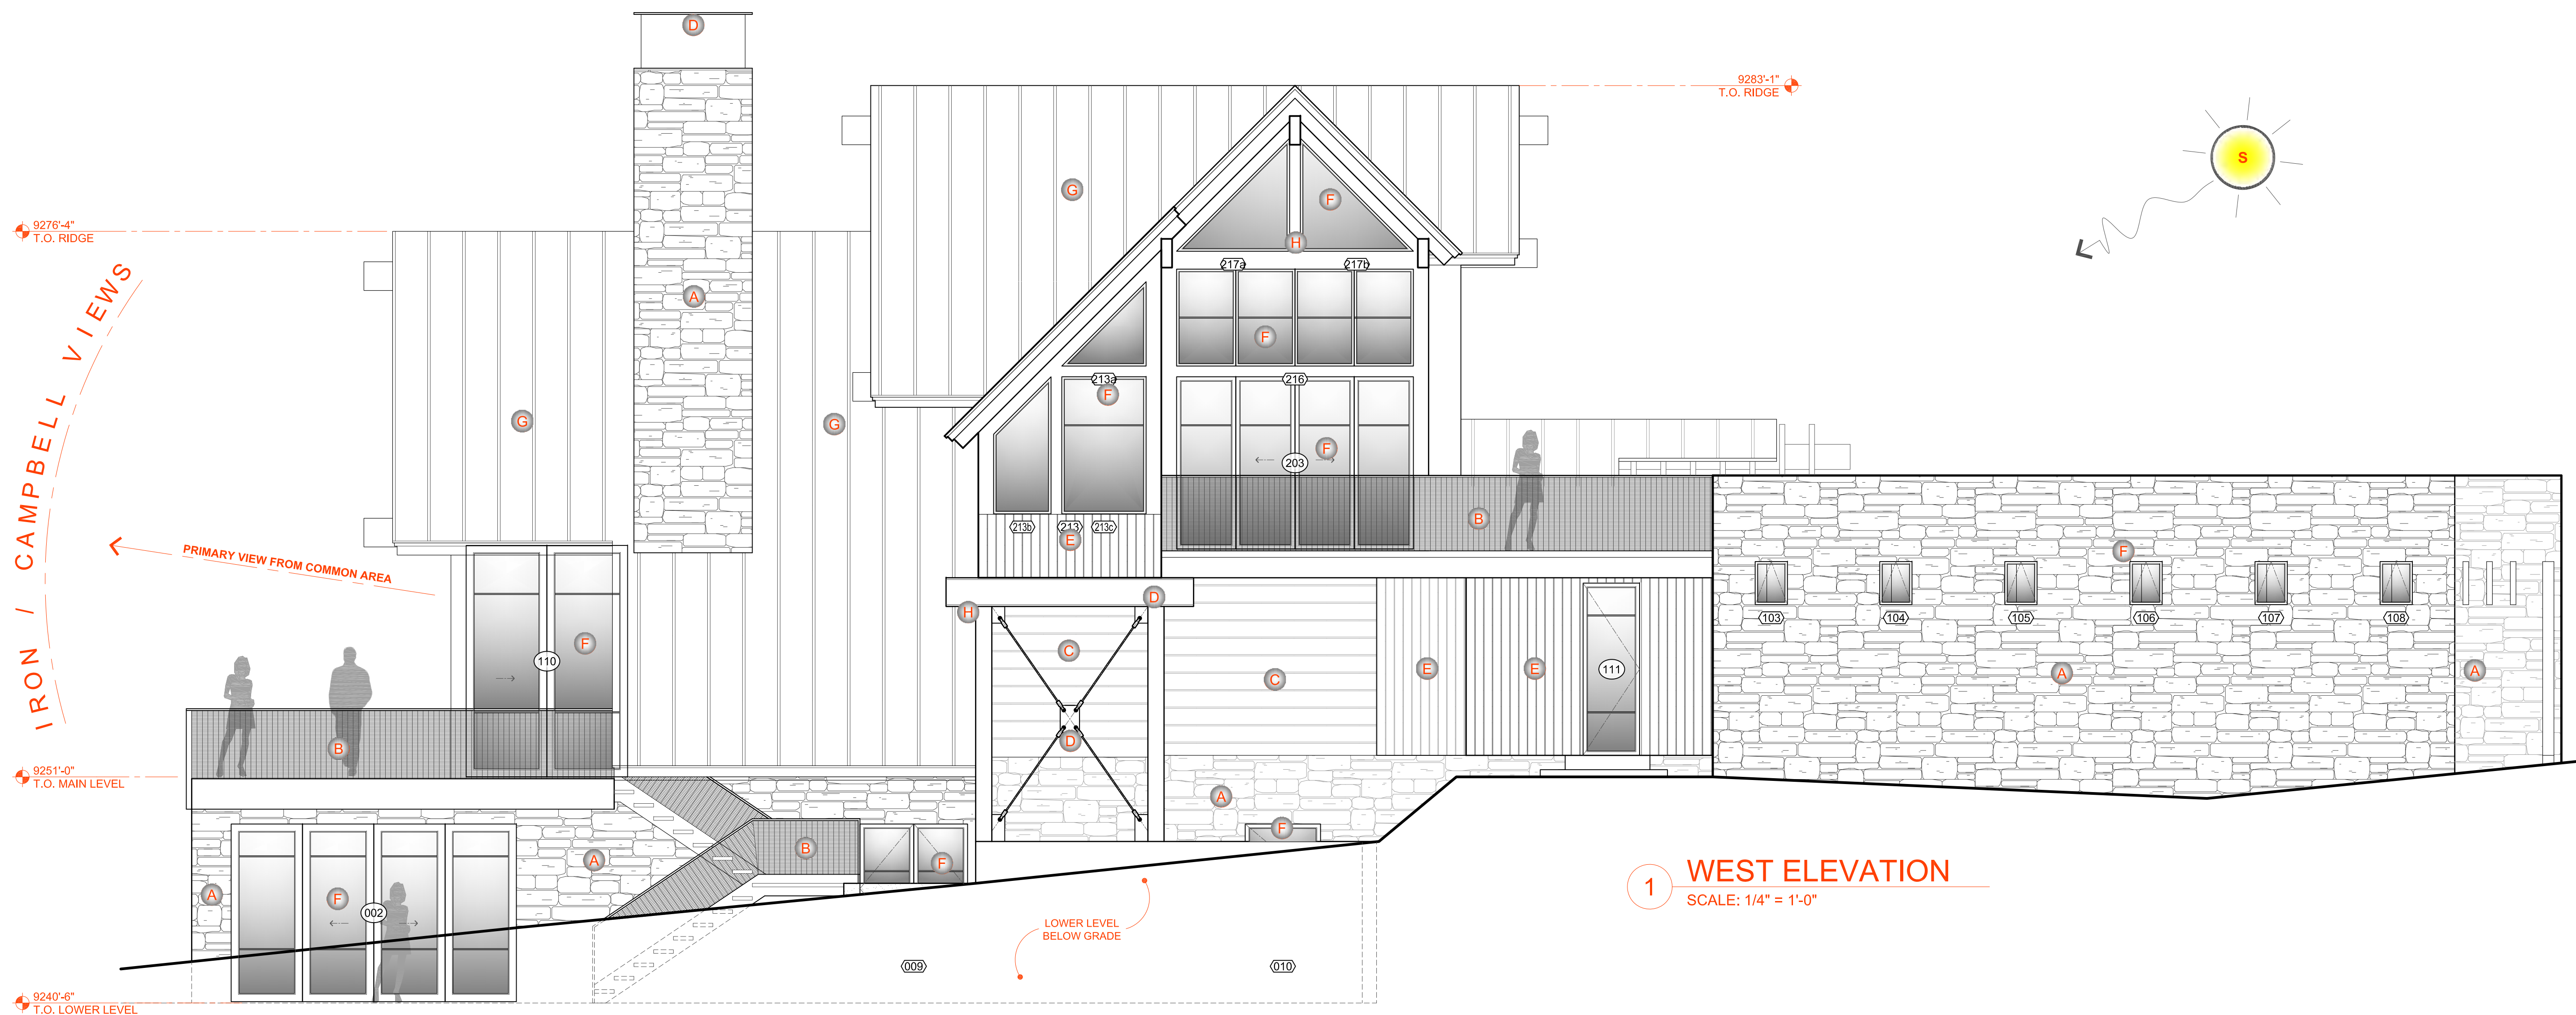 D
9283'-1"
T.O. RIDGE
S
G
F
9276'-4"
T.O. RIDGE
H
217a
217b
A
F
213a
216
F
G
G
F
203
IRON / CAMPBELL VIEWS
PRIMARY VIEW FROM COMMON AREA
213b
213
213c
E
B
F
D
H
103
104
105
106
107
108
F
110
C
C
E
E
111
A
A
B
D
9251'-0"
T.O. MAIN LEVEL
A
F
B
A
F
A
F
002
1
WEST ELEVATION
SCALE: 1/4" = 1'-0"
LOWER LEVEL
BELOW GRADE
009
010
9240'-6"
T.O. LOWER LEVEL